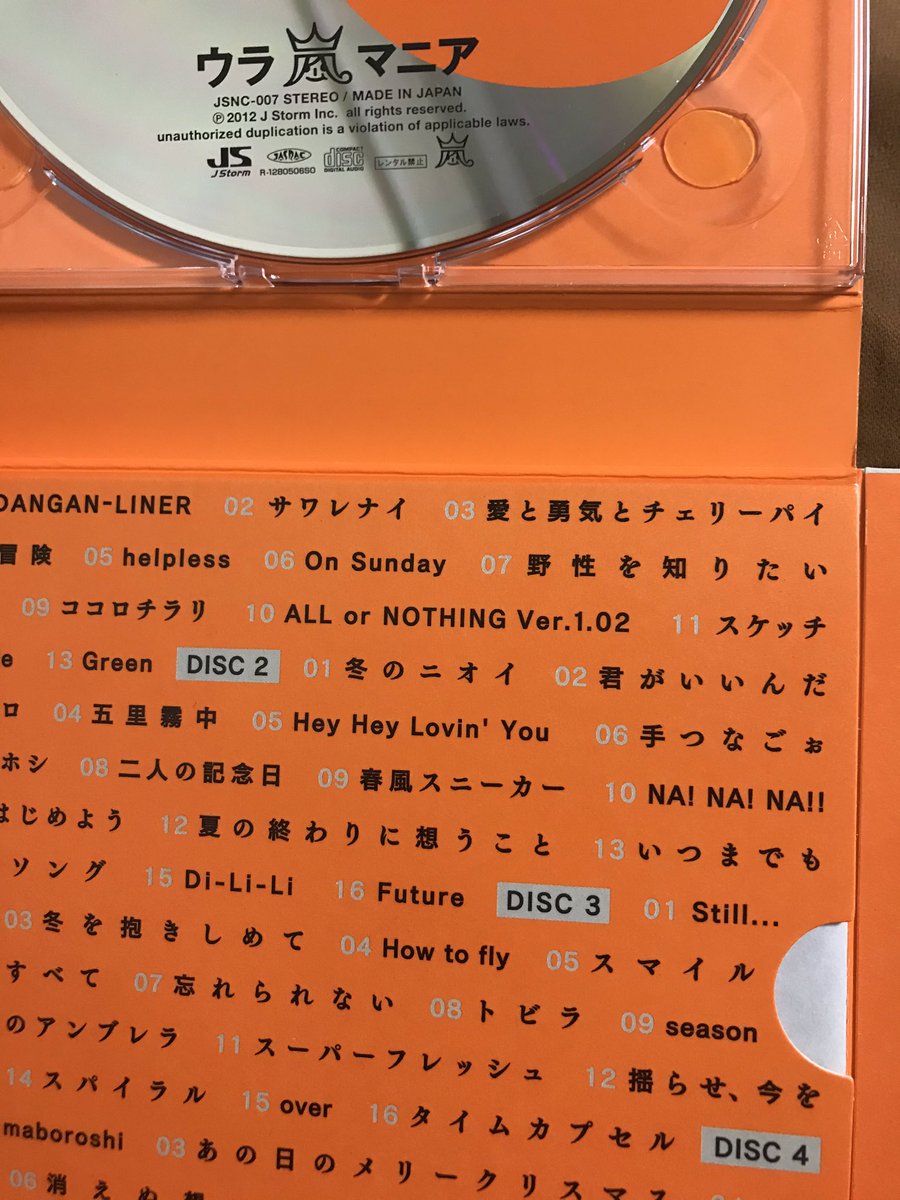 ウラ嵐マニア
JSNC-007 STEREO / MADE IN JAPAN
Ⓟ 2012 J Storm Inc. all rights reserved.
unauthorized duplication is a violation of applicable laws.
JS J Storm JASRAC R-1280506SO COMPACT disc DIGITAL AUDIO レンタル禁止 嵐
DANGAN-LINER 02 サワレナイ 03 愛と勇気とチェリーパイ
冒険 05 helpless 06 On Sunday 07 野性を知りたい
09 ココロチラリ 10 ALL or NOTHING Ver.1.02 11 スケッチ
e 13 Green DISC 2 01 冬のニオイ 02 君がいいんだ
ロ 04 五里霧中 05 Hey Hey Lovin' You 06 手つなごぉ
ホシ 08 二人の記念日 09 春風スニーカー 10 NA! NA! NA!!
はじめよう 12 夏の終わりに想うこと 13 いつまでも
ソング 15 Di-Li-Li 16 Future DISC 3 01 Still...
03 冬を抱きしめて 04 How to fly 05 スマイル
すべて 07 忘れられない 08 トビラ 09 season
のアンブレラ 11 スーパーフレッシュ 12 揺らせ、今を
14 スパイラル 15 over 16 タイムカプセル DISC 4
maboroshi 03 あの日のメリークリスマス
06 消えぬ